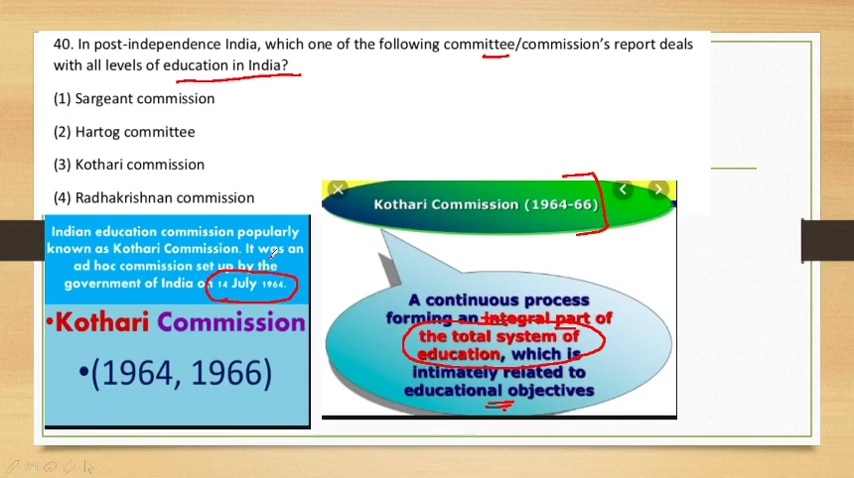 40. In post-independence India, which one of the following committee/commission's report deals
with all levels of education in India?
(1) Sargeant commission
(2) Hartog committee
(3) Kothari commission
(4) Radhakrishnan commission
Indian education commission popularly
known as Kothari Commission. It was an
ad hoc commission set up by the
government of India on 14 July 1964.
•Kothari Commission
•(1964, 1966)
Kothari Commission (1964-66)
A continuous process
forming an integral part of
the total system of
education, which is
intimately related to
educational objectives